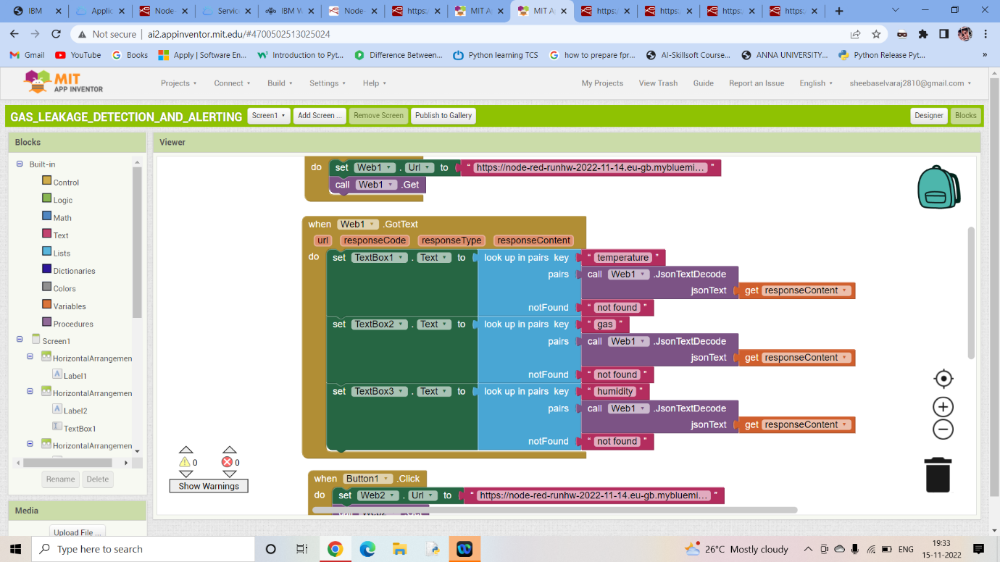 IBM
Applic
Node-
Service
IBM W
Node-
https:
MIT A
MIT A
https:
https:
https:
https:
Not secure | ai2.appinventor.mit.edu/#4700502513025024
Gmail YouTube Books Apply | Software En... Introduction to Pyt... Difference Between... Python learning TCS how to prepare fpr... AI-Skillsoft Course... ANNA UNIVERSITY... Python Release Pyt... »
MIT
APP INVENTOR
Projects Connect Build Settings Help My Projects View Trash Guide Report an Issue English sheebaselvaraj2810@gmail.com
GAS_LEAKAGE_DETECTION_AND_ALERTING Screen1 Add Screen ... Remove Screen Publish to Gallery Designer Blocks
Blocks
Viewer
Built-in
Control
Logic
Math
Text
Lists
Dictionaries
Colors
Variables
Procedures
Screen1
HorizontalArrangemen
Label1
HorizontalArrangemen
Label2
TextBox1
HorizontalArrangemen
Rename Delete
Media
Upload File ...
do set Web1 . Url to “ https://node-red-runhw-2022-11-14.eu-gb.mybluemi... ”
call Web1 .Get
when Web1 .GotText
url responseCode responseType responseContent
do set TextBox1 . Text to look up in pairs key “ temperature ”
pairs call Web1 .JsonTextDecode
jsonText get responseContent
notFound “ not found ”
set TextBox2 . Text to look up in pairs key “ gas ”
pairs call Web1 .JsonTextDecode
jsonText get responseContent
notFound “ not found ”
set TextBox3 . Text to look up in pairs key “ humidity ”
pairs call Web1 .JsonTextDecode
jsonText get responseContent
notFound “ not found ”
0 0
Show Warnings
when Button1 .Click
do set Web2 . Url to “ https://node-red-runhw-2022-11-14.eu-gb.mybluemi... ”
Type here to search
26°C Mostly cloudy
ENG
19:33
15-11-2022